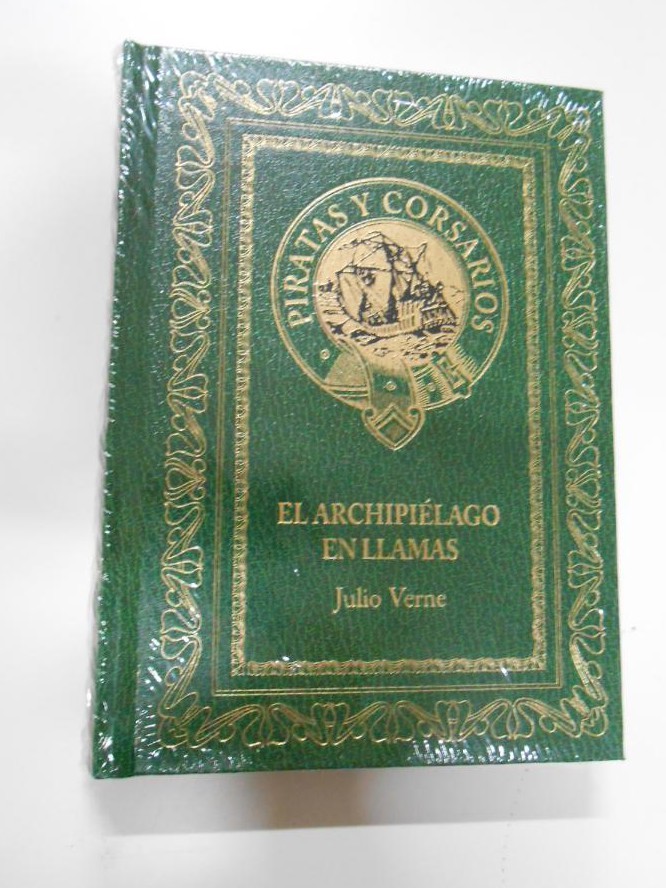 PIRATAS Y CORSARIOS
EL ARCHIPIÉLAGO
EN LLAMAS
Julio Verne